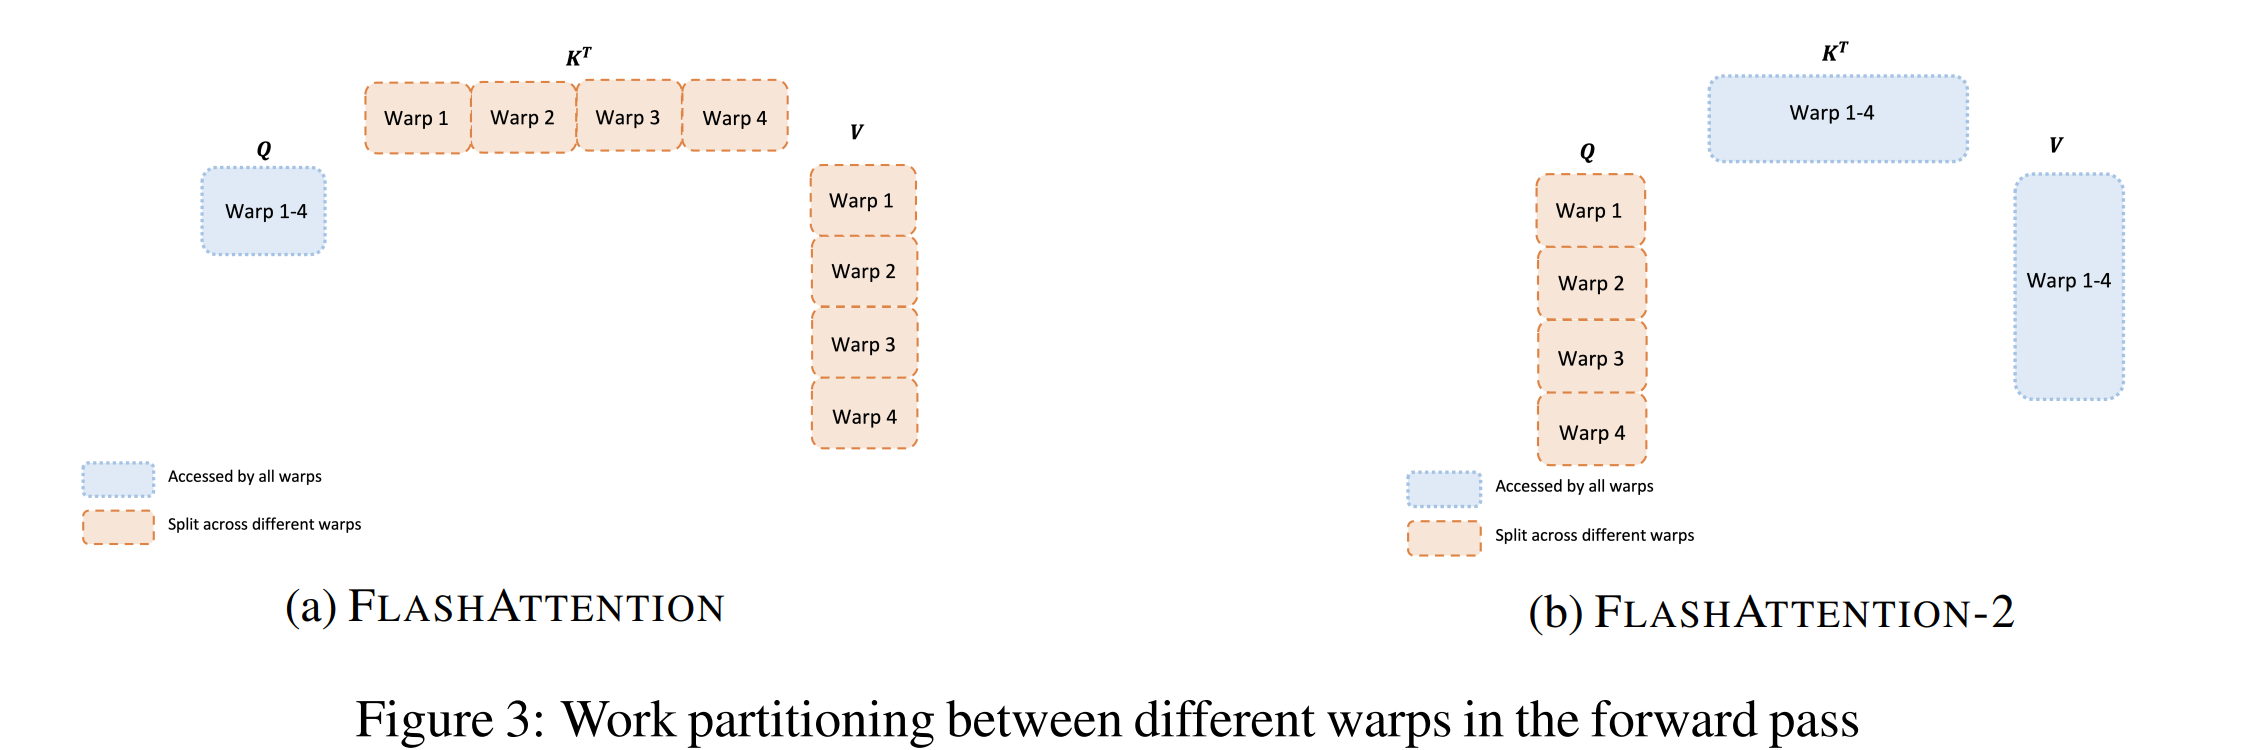 K^T
Warp 1 Warp 2 Warp 3 Warp 4
V
Q
Warp 1-4
Warp 1
Warp 2
Warp 3
Warp 4
Accessed by all warps
Split across different warps
(a) FLASHATTENTION
K^T
Warp 1-4
V
Q
Warp 1
Warp 2
Warp 3
Warp 4
Warp 1-4
Accessed by all warps
Split across different warps
(b) FLASHATTENTION-2
Figure 3: Work partitioning between different warps in the forward pass